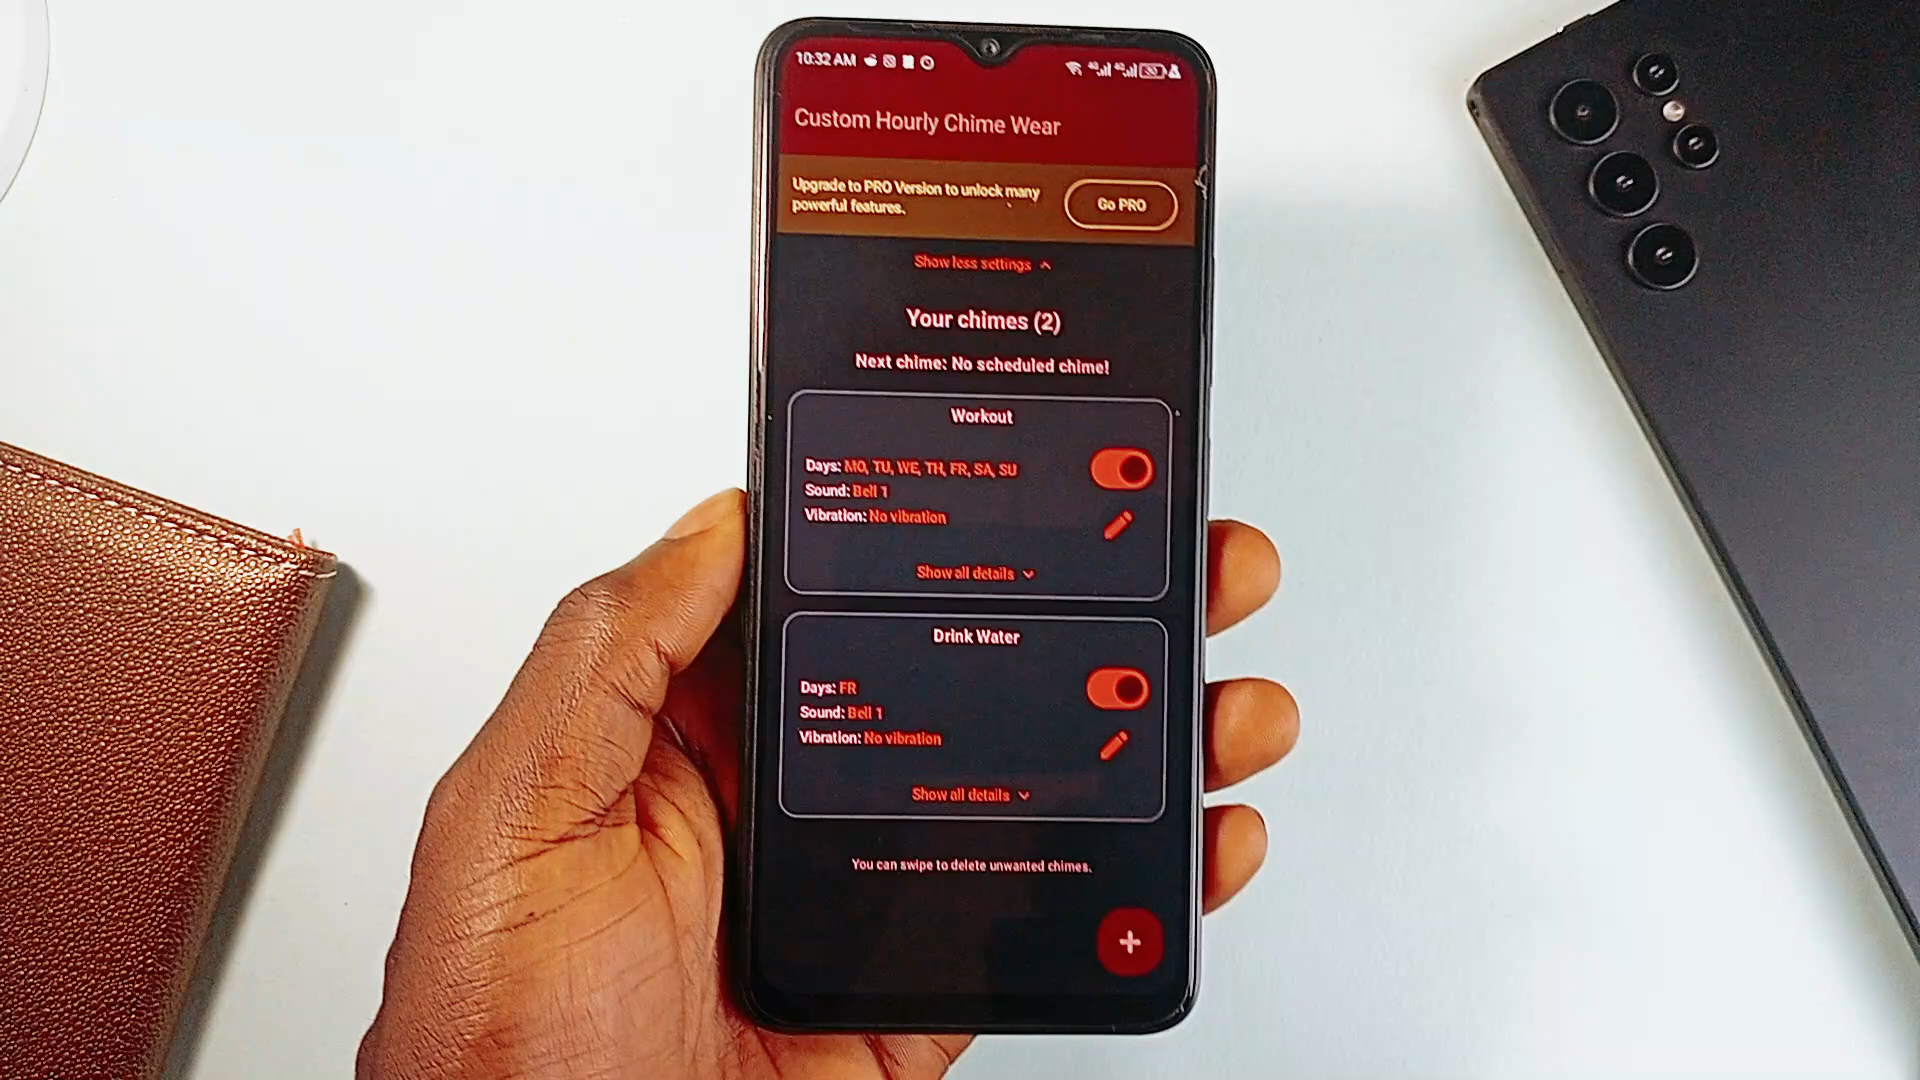 10:32 AM
Custom Hourly Chime Wear
Upgrade to PRO Version to unlock many
powerful features.
Go PRO
Show less settings
Your chimes (2)
Next chime: No scheduled chime!
Workout
Days: MO, TU, WE, TH, FR, SA, SU
Sound: Bell 1
Vibration: No vibration
Show all details
Drink Water
Days: FR
Sound: Bell 1
Vibration: No vibration
Show all details
You can swipe to delete unwanted chimes.
+